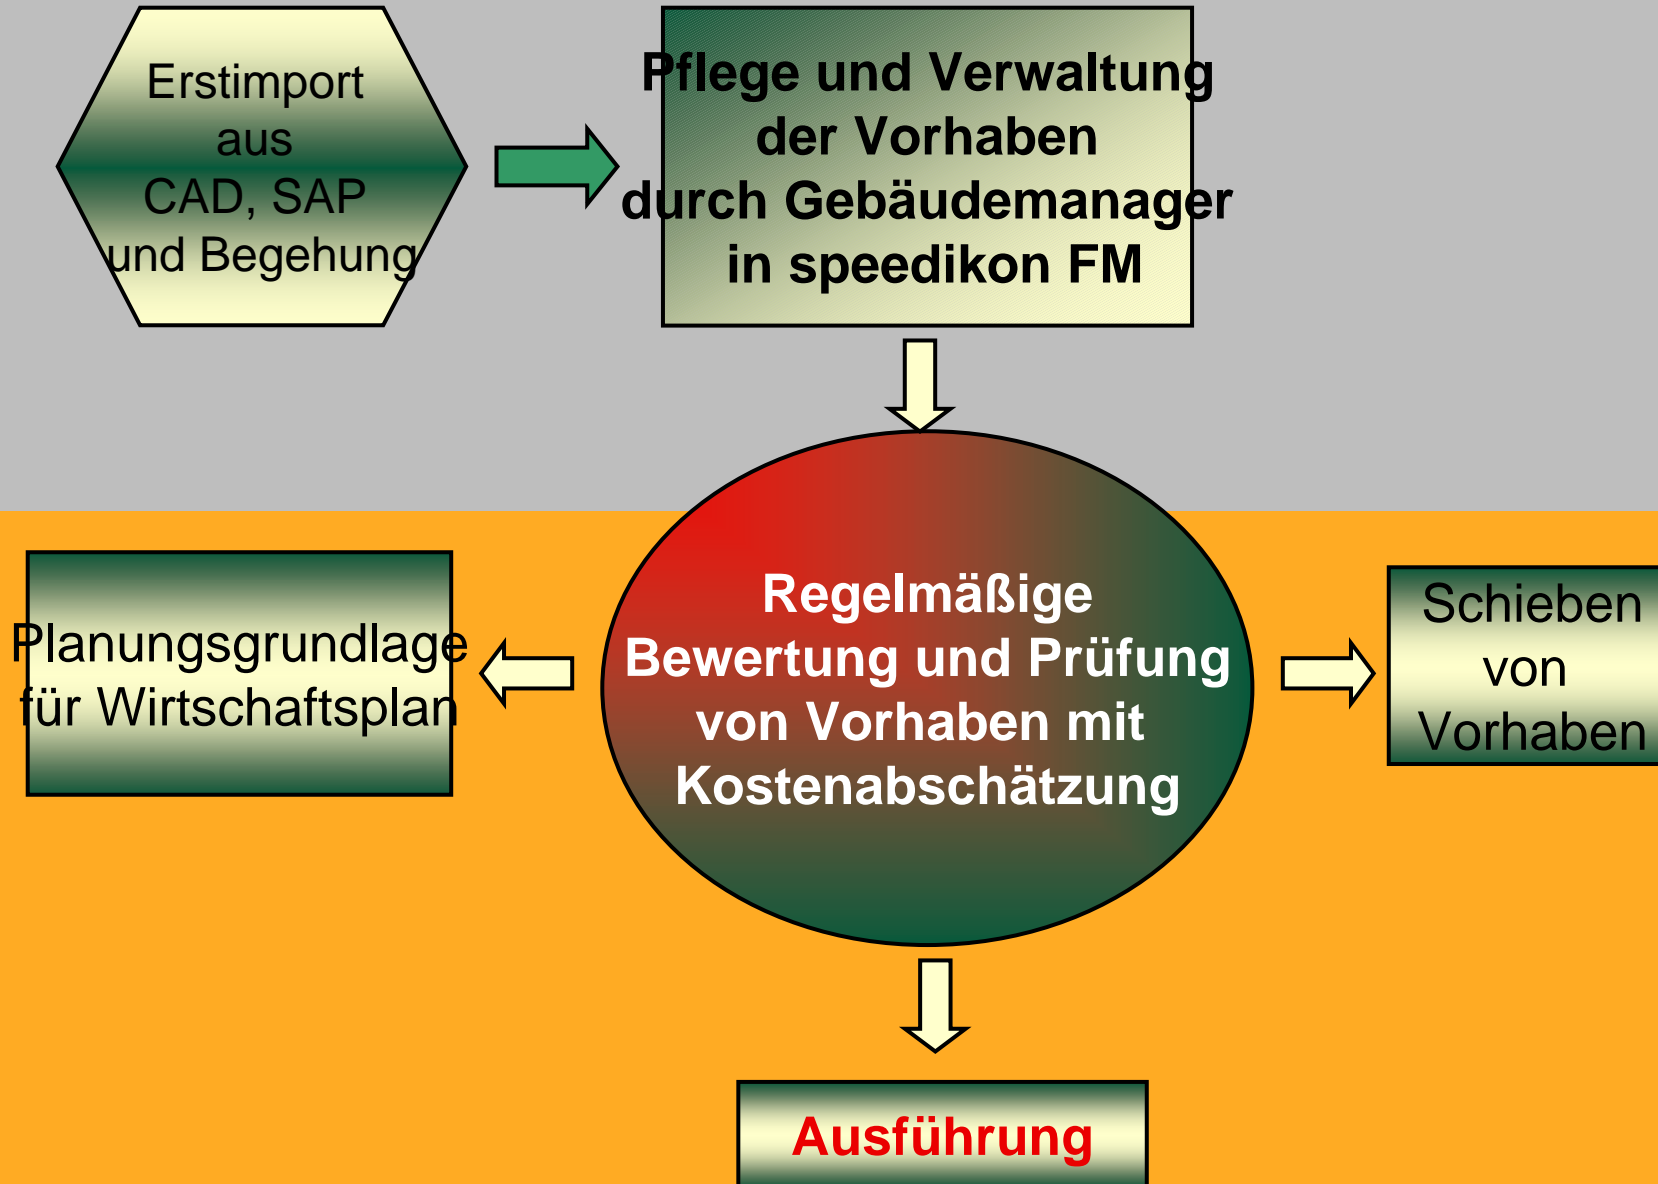 Erstimport
aus
CAD, SAP
und Begehung
Pflege und Verwaltung
der Vorhaben
durch Gebäudemanager
in speedikon FM
Regelmäßige
Bewertung und Prüfung
von Vorhaben mit
Kostenabschätzung
Planungsgrundlage
für Wirtschaftsplan
Schieben
von
Vorhaben
Ausführung